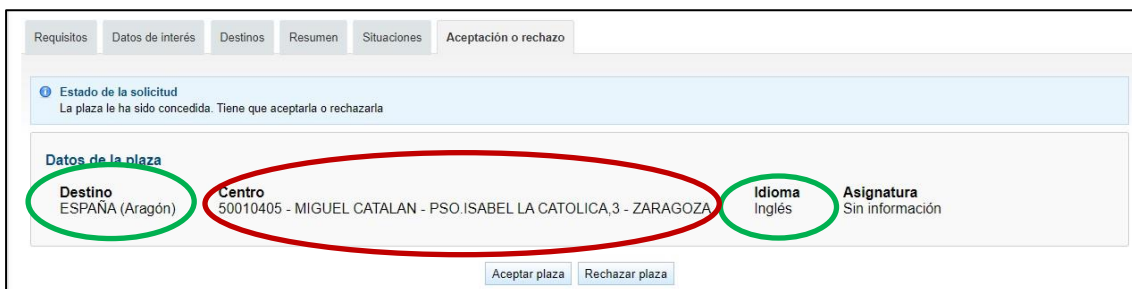 Requisitos Datos de interés Destinos Resumen Situaciones Aceptación o rechazo
Estado de la solicitud
La plaza le ha sido concedida. Tiene que aceptarla o rechazarla
Datos de la plaza
Destino Centro Idioma Asignatura
ESPAÑA (Aragón) 50010405 - MIGUEL CATALAN - PSO.ISABEL LA CATOLICA,3 - ZARAGOZA Inglés Sin información
Aceptar plaza Rechazar plaza